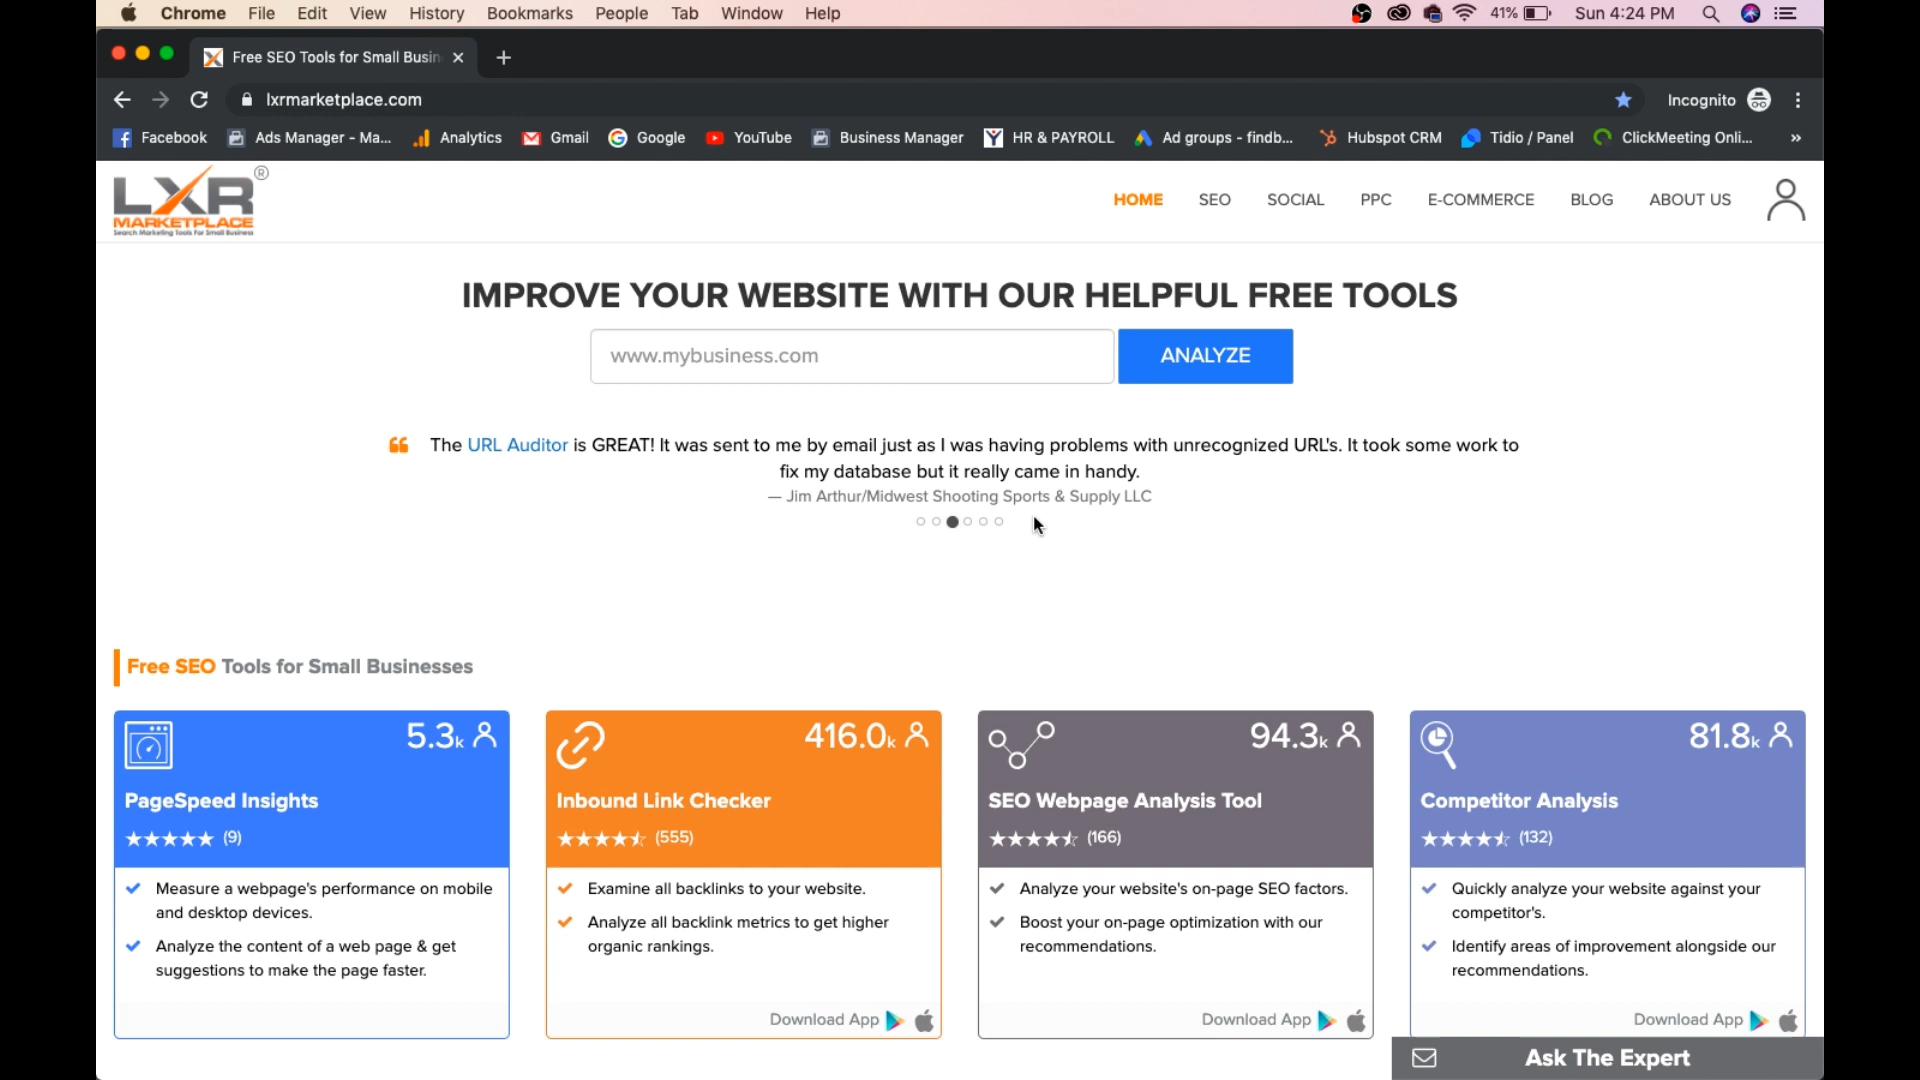 Chrome File Edit View History Bookmarks People Tab Window Help 41% Sun 4:24 PM
Free SEO Tools for Small Busin
lxrmarketplace.com Incognito
Facebook Ads Manager - Ma... Analytics Gmail Google YouTube Business Manager HR & PAYROLL Ad groups - findb... Hubspot CRM Tidio / Panel ClickMeeting Onli... »
LXR ®
MARKETPLACE
Search Marketing Tools For Small Business
HOME SEO SOCIAL PPC E-COMMERCE BLOG ABOUT US
IMPROVE YOUR WEBSITE WITH OUR HELPFUL FREE TOOLS
www.mybusiness.com ANALYZE
The URL Auditor is GREAT! It was sent to me by email just as I was having problems with unrecognized URL's. It took some work to
fix my database but it really came in handy.
— Jim Arthur/Midwest Shooting Sports & Supply LLC
Free SEO Tools for Small Businesses
5.3k
PageSpeed Insights
(9)
Measure a webpage's performance on mobile
and desktop devices.
Analyze the content of a web page & get
suggestions to make the page faster.
416.0k
Inbound Link Checker
(555)
Examine all backlinks to your website.
Analyze all backlink metrics to get higher
organic rankings.
Download App
94.3k
SEO Webpage Analysis Tool
(166)
Analyze your website's on-page SEO factors.
Boost your on-page optimization with our
recommendations.
Download App
81.8k
Competitor Analysis
(132)
Quickly analyze your website against your
competitor's.
Identify areas of improvement alongside our
recommendations.
Download App
Ask The Expert